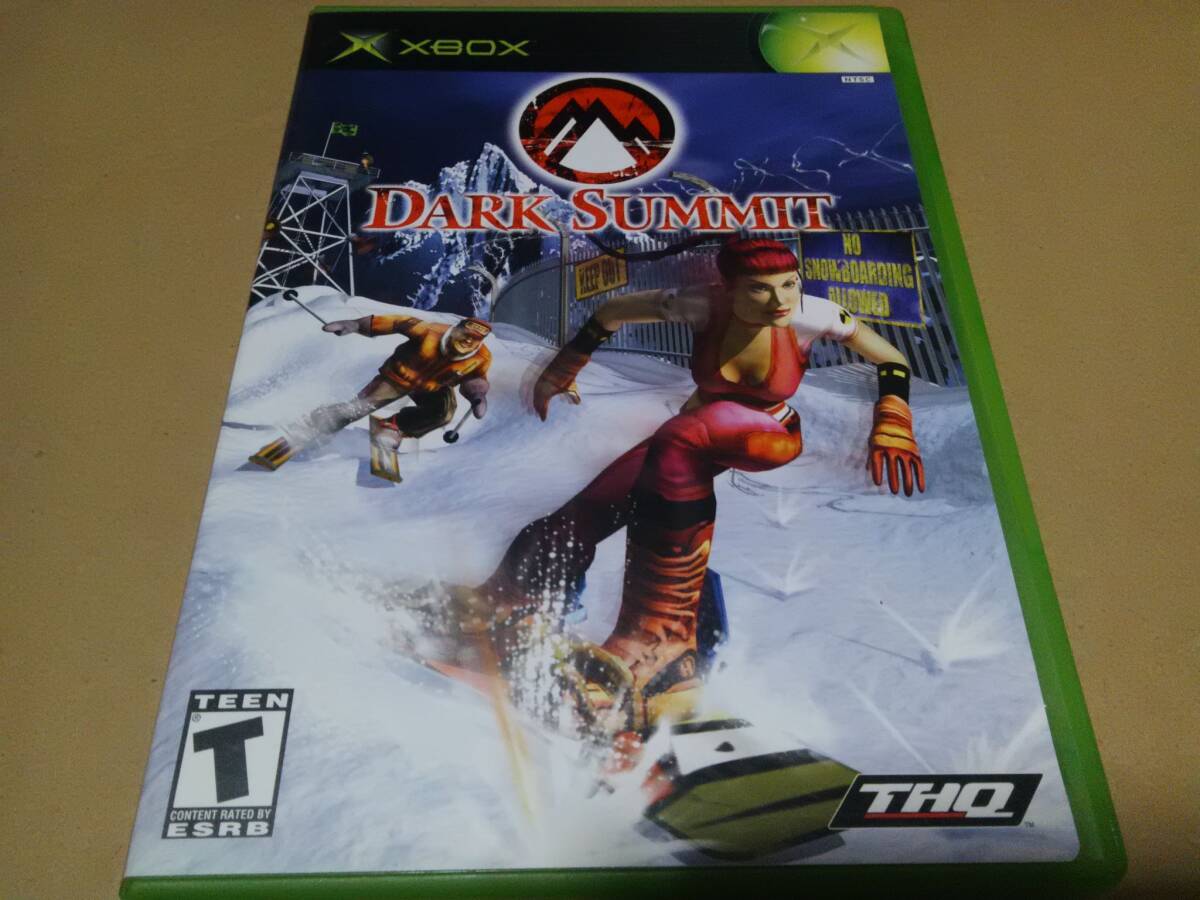 XBOX
NTSC
DARK SUMMIT
NO
SNOWBOARDING
ALLOWED
KEEP OUT
TEEN
T
CONTENT RATED BY
ESRB
THQ